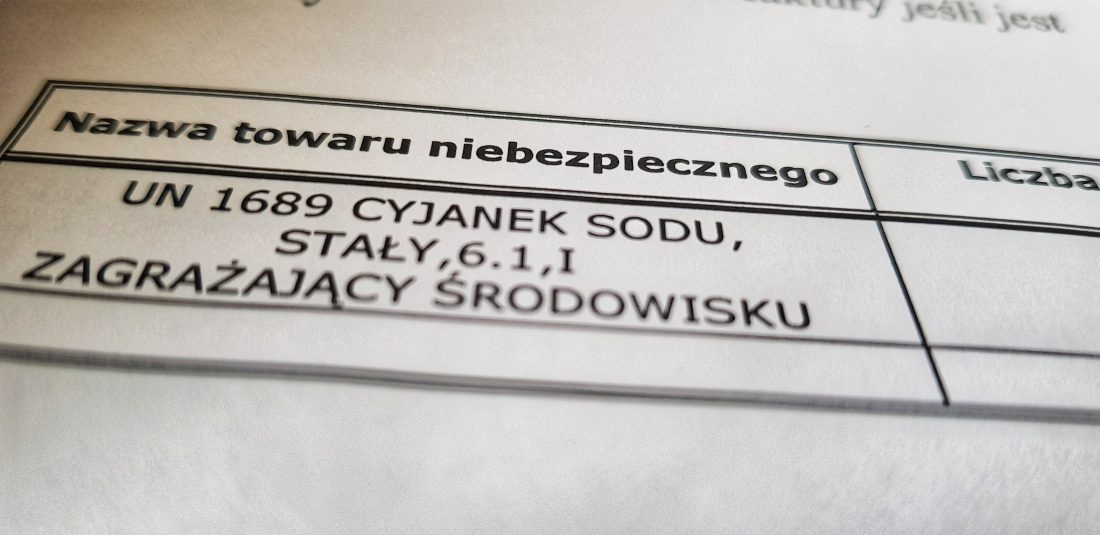 jeśli jest
Nazwa towaru niebezpiecznego
Liczba
UN 1689 CYJANEK SODU,
STAŁY,6.1,I
ZAGRAŻAJĄCY ŚRODOWISKU